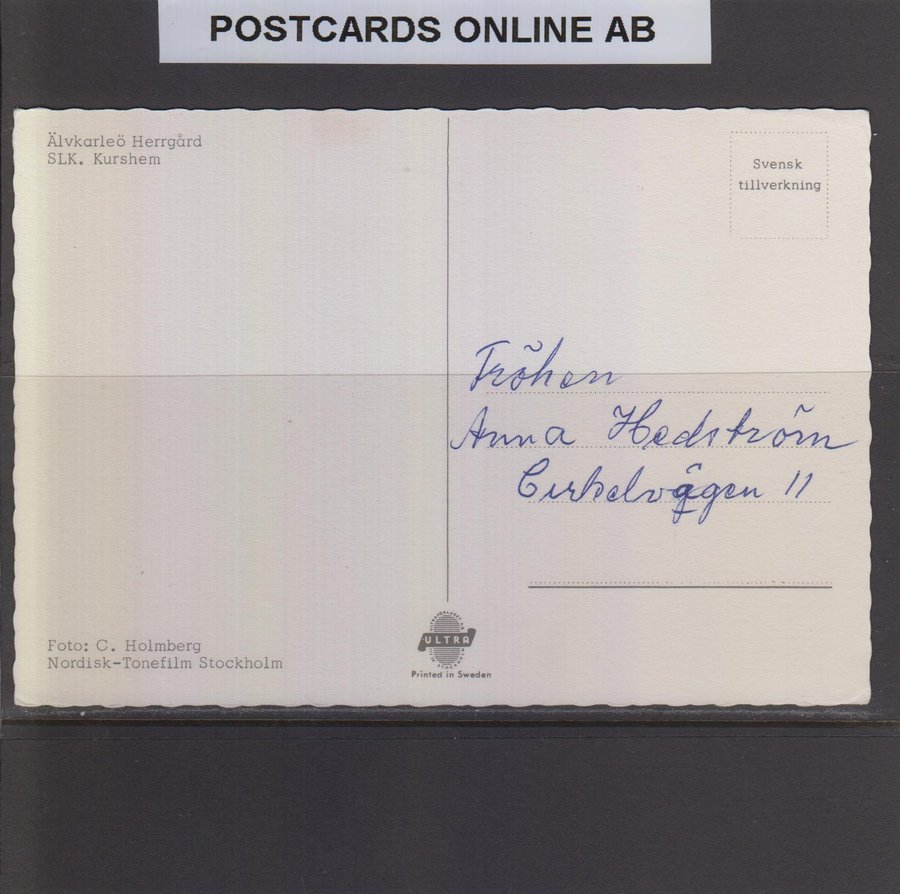 POSTCARDS ONLINE AB
Älvkarleö Herrgård
SLK. Kurshem
Svensk
tillverkning
Fröken
Anna Hedström
Cirkelvägen 11
Foto: C. Holmberg
Nordisk-Tonefilm Stockholm
ULTRA
Printed in Sweden